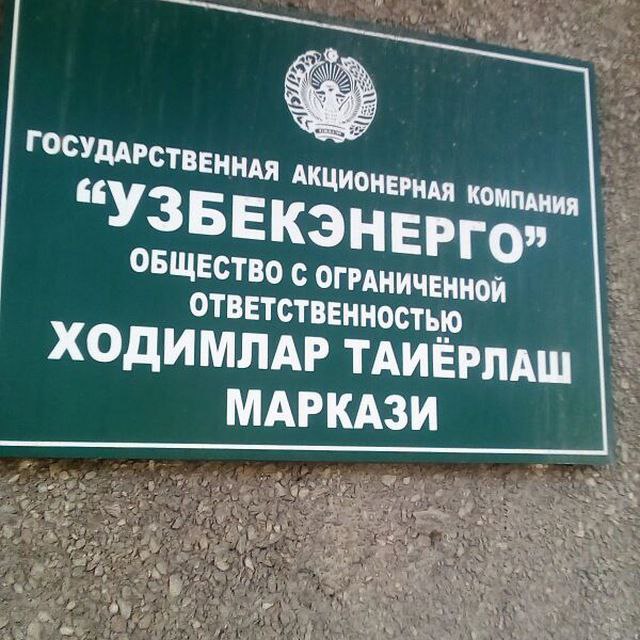 ГОСУДАРСТВЕННАЯ АКЦИОНЕРНАЯ КОМПАНИЯ
“УЗБЕКЭНЕРГО”
ОБЩЕСТВО С ОГРАНИЧЕННОЙ
ОТВЕТСТВЕННОСТЬЮ
ХОДИМЛАР ТАИЁРЛАШ
МАРКАЗИ